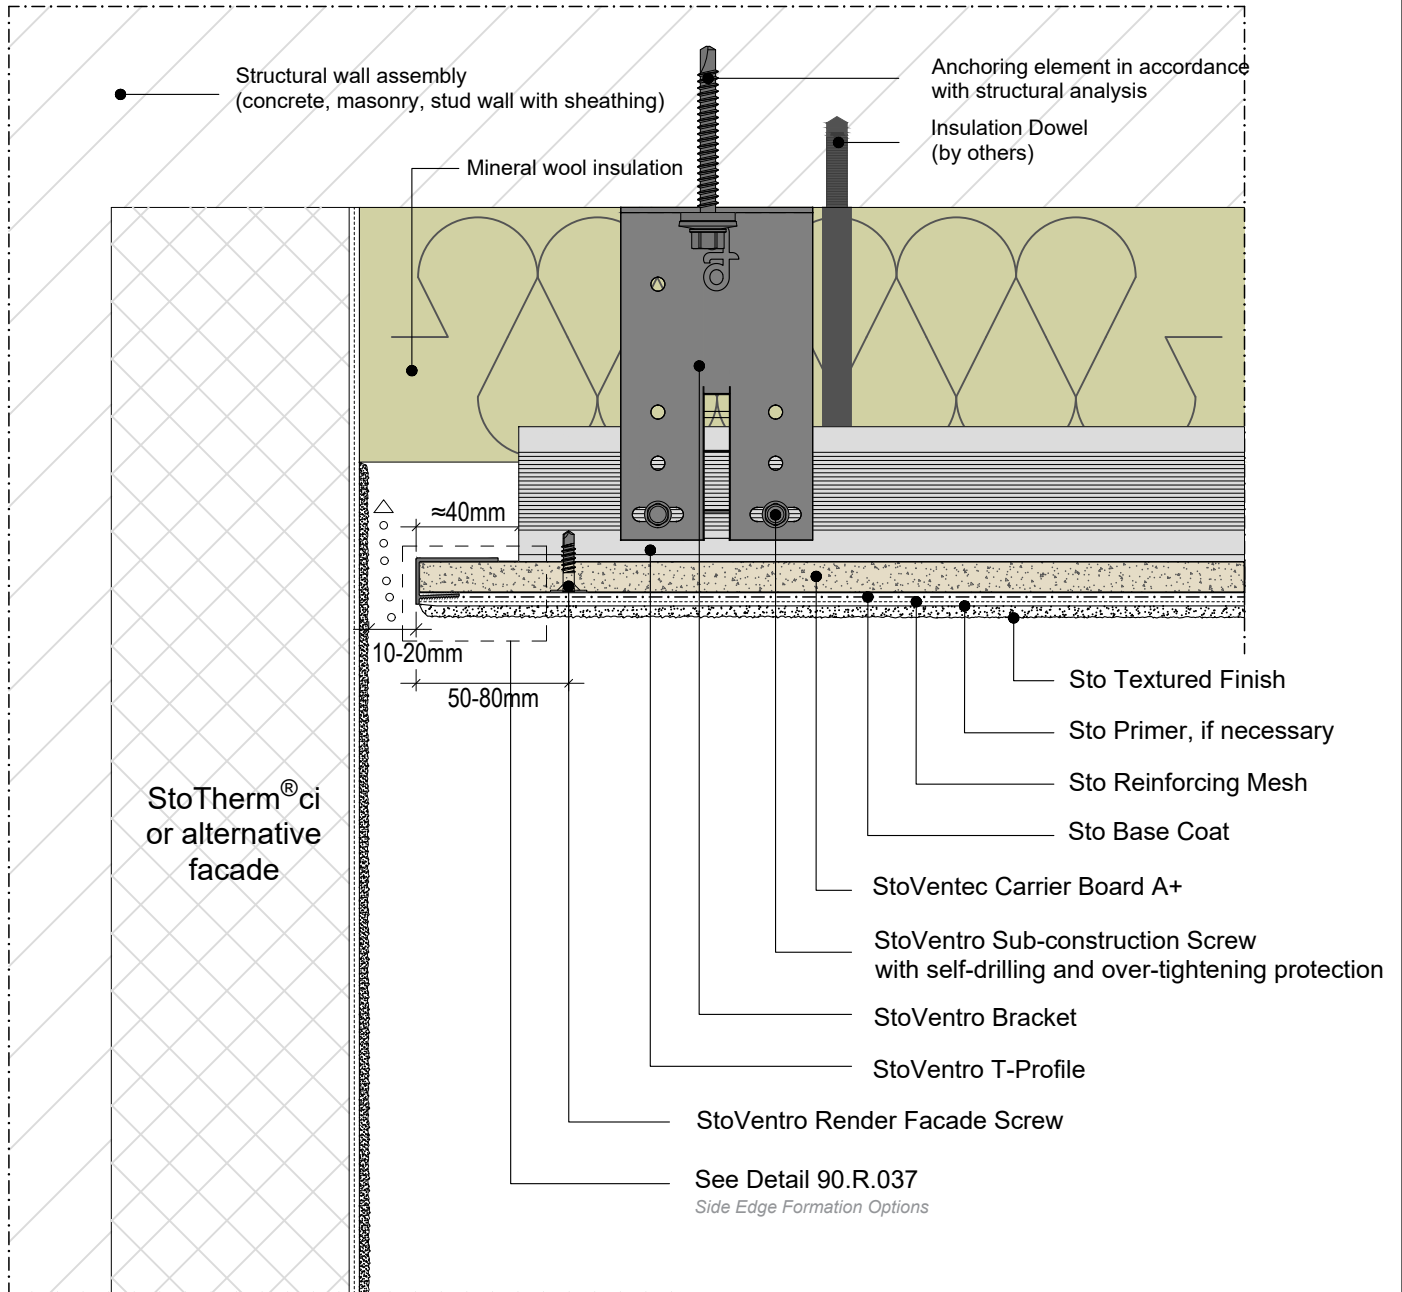 Structural wall assembly
(concrete, masonry, stud wall with sheathing)
Anchoring element in accordance
with structural analysis
Insulation Dowel
(by others)
Mineral wool insulation
≈40mm
10-20mm
50-80mm
StoTherm®ci
or alternative
facade
Sto Textured Finish
Sto Primer, if necessary
Sto Reinforcing Mesh
Sto Base Coat
StoVentec Carrier Board A+
StoVentro Sub-construction Screw
with self-drilling and over-tightening protection
StoVentro Bracket
StoVentro T-Profile
StoVentro Render Facade Screw
See Detail 90.R.037
Side Edge Formation Options